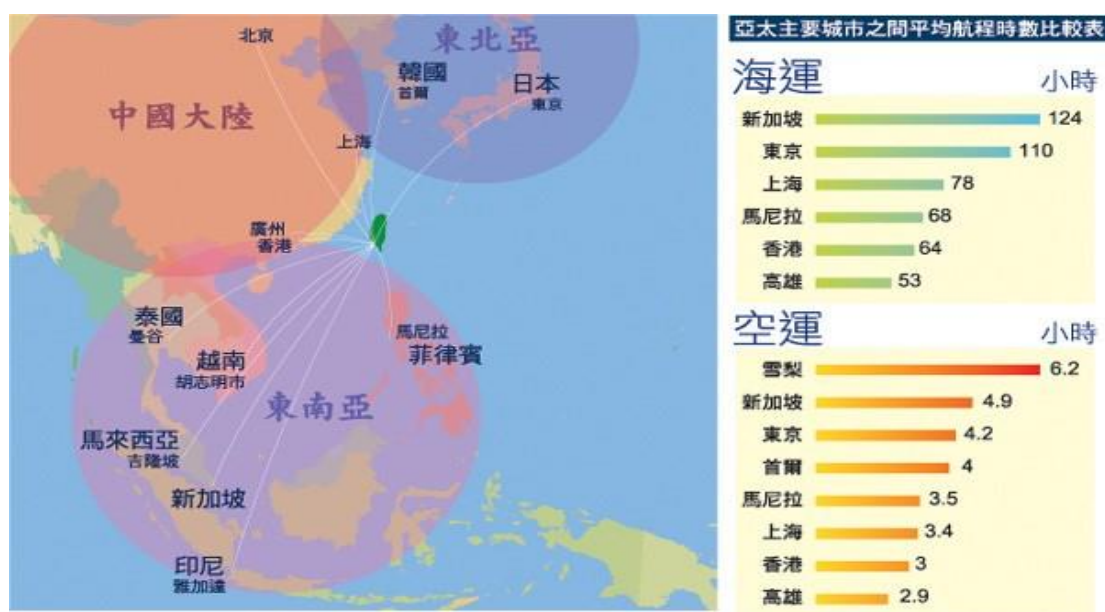 北京
東北亞
韓國
首爾
日本
東京
中國大陸
上海
廣州
香港
泰國
曼谷
馬尼拉
菲律賓
越南
胡志明市
東南亞
馬來西亞
吉隆坡
新加坡
印尼
雅加達
亞太主要城市之間平均航程時數比較表
海運 小時
新加坡 124
東京 110
上海 78
馬尼拉 68
香港 64
高雄 53
空運 小時
雪梨 6.2
新加坡 4.9
東京 4.2
首爾 4
馬尼拉 3.5
上海 3.4
香港 3
高雄 2.9